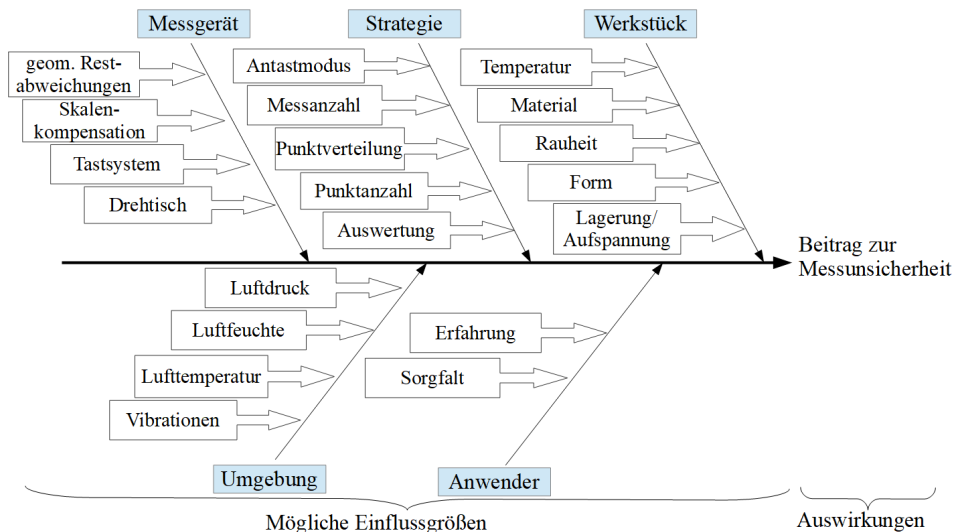 Messgerät
Strategie
Werkstück
geom. Rest-
abweichungen
Skalen-
kompensation
Tastsystem
Drehtisch
Antastmodus
Messanzahl
Punktverteilung
Punktanzahl
Auswertung
Temperatur
Material
Rauheit
Form
Lagerung/
Aufspannung
Beitrag zur
Messunsicherheit
Luftdruck
Luftfeuchte
Lufttemperatur
Vibrationen
Erfahrung
Sorgfalt
Umgebung
Anwender
Mögliche Einflussgrößen
Auswirkungen